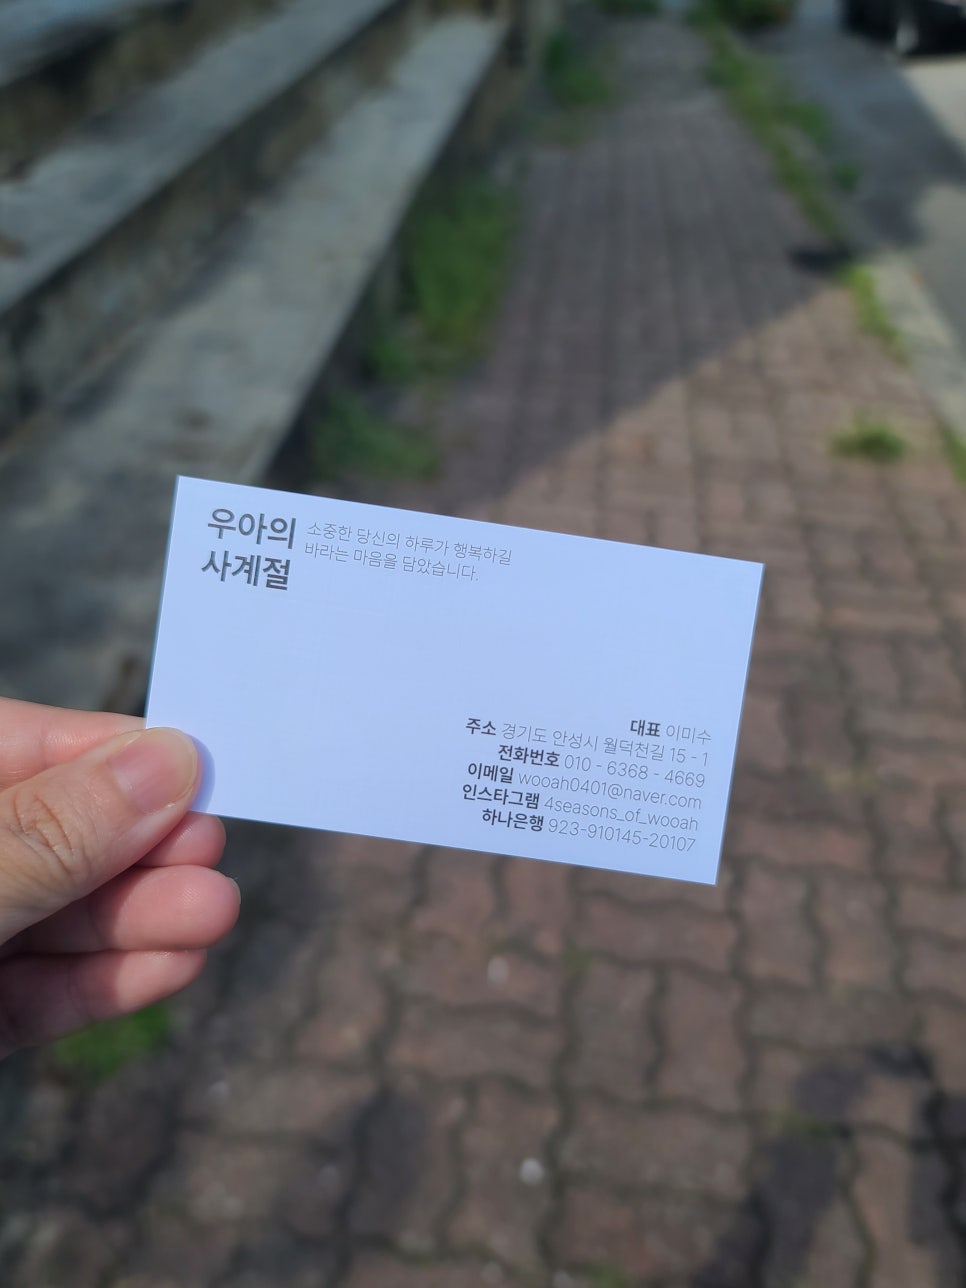 우아의
사계절
소중한 당신의 하루가 행복하길
바라는 마음을 담았습니다.
대표 이미수
주소 경기도 안성시 월덕천길 15 - 1
전화번호 010 - 6368 - 4669
이메일 wooah0401@naver.com
인스타그램 4seasons_of_wooah
하나은행 923-910145-20107